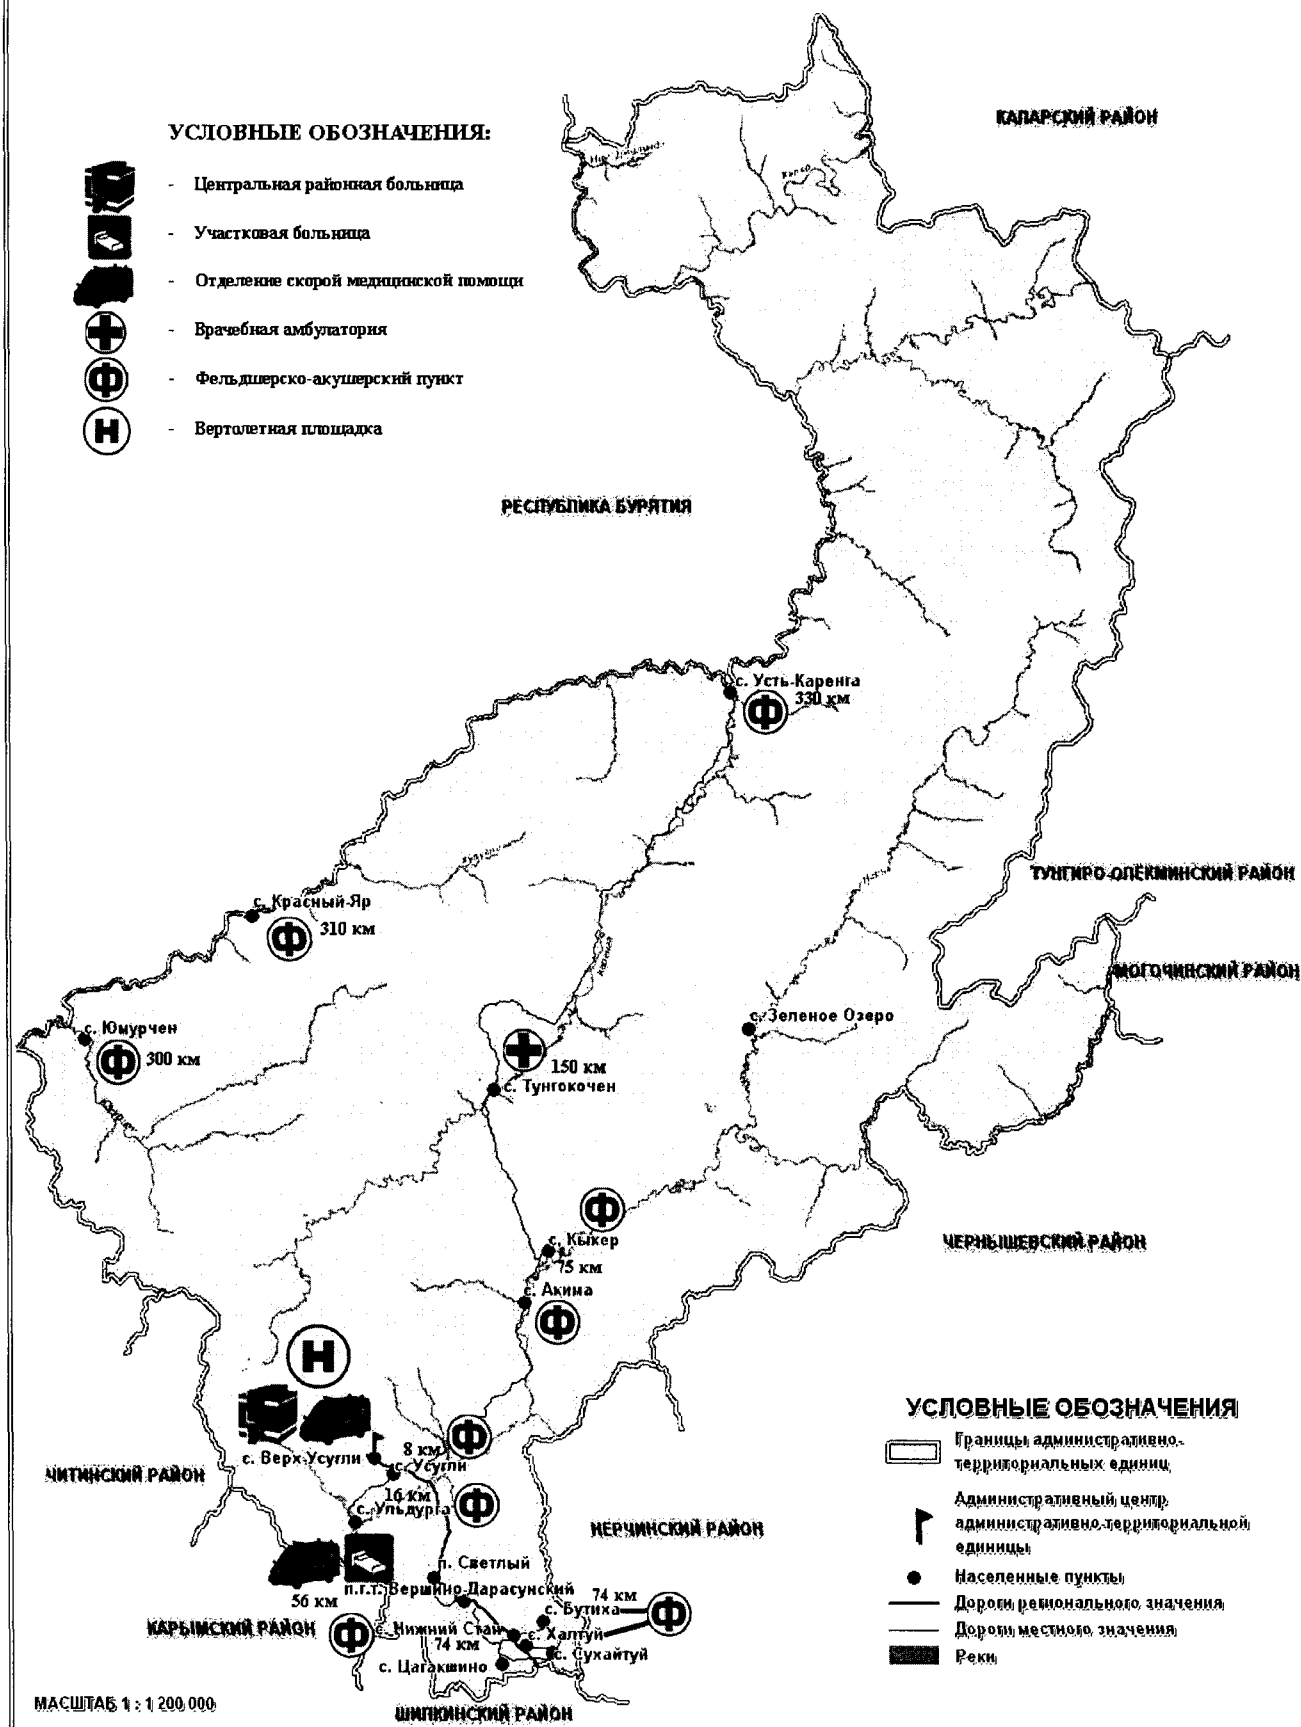 УСЛОВНЫЕ ОБОЗНАЧЕНИЯ:
- Центральная районная больница
- Участковая больница
- Отделение скорой медицинской помощи
- Врачебная амбулатория
Ф - Фельдшерско-акушерский пункт
H - Вертолетная площадка
КАЛАРСКИЙ РАЙОН
РЕСПУБЛИКА БУРЯТИЯ
с. Усть-Каренга
Ф 330 км
ТУНГИРО-ОЛЕКМИНСКИЙ РАЙОН
с. Красный-Яр
Ф 310 км
МОГОЧИНСКИЙ РАЙОН
с. Зеленое Озеро
с. Юмурчен
Ф 300 км
150 км
с. Тунгокочен
Ф
с. Кыкер
75 км
ЧЕРНЫШЕВСКИЙ РАЙОН
с. Акима
Ф
H
8 км Ф
с. Верх-Усугли
с. Усугли
ЧИТИНСКИЙ РАЙОН
16 км
с. Ульдурга
Ф
НЕРЧИНСКИЙ РАЙОН
п. Светлый
п.г.т. Вершино-Дарасунский
56 км
74 км
с. Бутиха
Ф
КАРЫМСКИЙ РАЙОН
Ф
с. Нижний Стан
с. Халтуй
74 км
с. Сухайтуй
с. Цагакшино
ШИЛКИНСКИЙ РАЙОН
МАСШТАБ 1 : 1 200 000
УСЛОВНЫЕ ОБОЗНАЧЕНИЯ
Границы административно-
территориальных единиц
Административный центр
административно-территориальной
единицы
Населенные пункты
Дороги регионального значения
Дороги местного значения
Реки